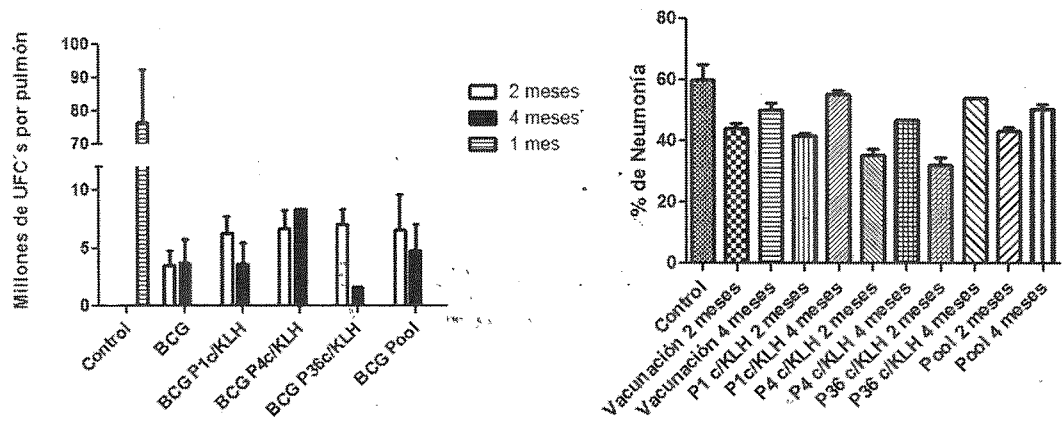 Millones de UFC´s por pulmón
100
90
80
70
10
5
0
Control
BCG
BCG P1c/KLH
BCG P4c/KLH
BCG P36c/KLH
BCG Pool
2 meses
4 meses
1 mes
% de Neumonía
80
60
40
20
0
Control
Vacunación 2 meses
Vacunación 4 meses
P1 c/KLH 2 meses
P1c/KLH 4 meses
P4 c/KLH 2 meses
P4 c/KLH 4 meses
P36 c/KLH 2 meses
P36 c/KLH 4 meses
Pool 2 meses
Pool 4 meses